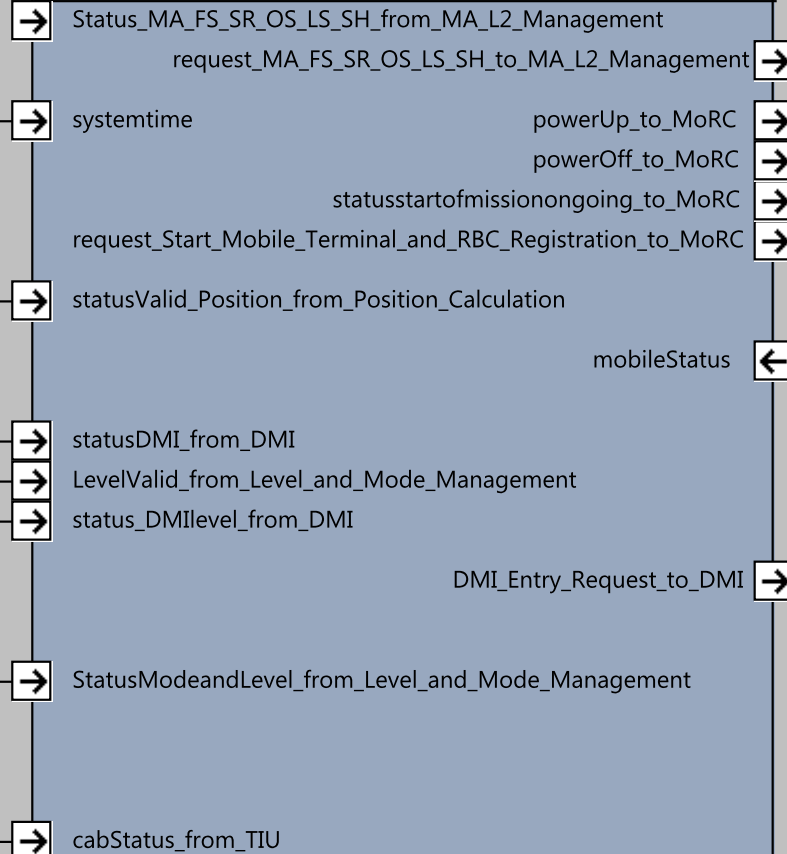 Status_MA_FS_SR_OS_LS_SH_from_MA_L2_Management
request_MA_FS_SR_OS_LS_SH_to_MA_L2_Management
systemtime powerUp_to_MoRC
powerOff_to_MoRC
statusstartofmissionongoing_to_MoRC
request_Start_Mobile_Terminal_and_RBC_Registration_to_MoRC
statusValid_Position_from_Position_Calculation
mobileStatus
statusDMI_from_DMI
LevelValid_from_Level_and_Mode_Management
status_DMIlevel_from_DMI
DMI_Entry_Request_to_DMI
StatusModeandLevel_from_Level_and_Mode_Management
cabStatus_from_TIU